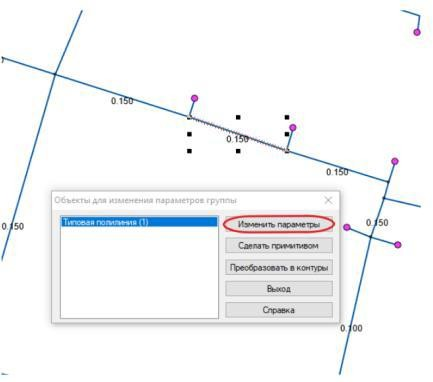 0.150
0.150
0.150
Объекты для изменения параметров группы
Типовая полилиния (1)
Изменить параметры
Сделать примитивом
Преобразовать в контуры
Выход
Справка
0.150
0.150
0.100